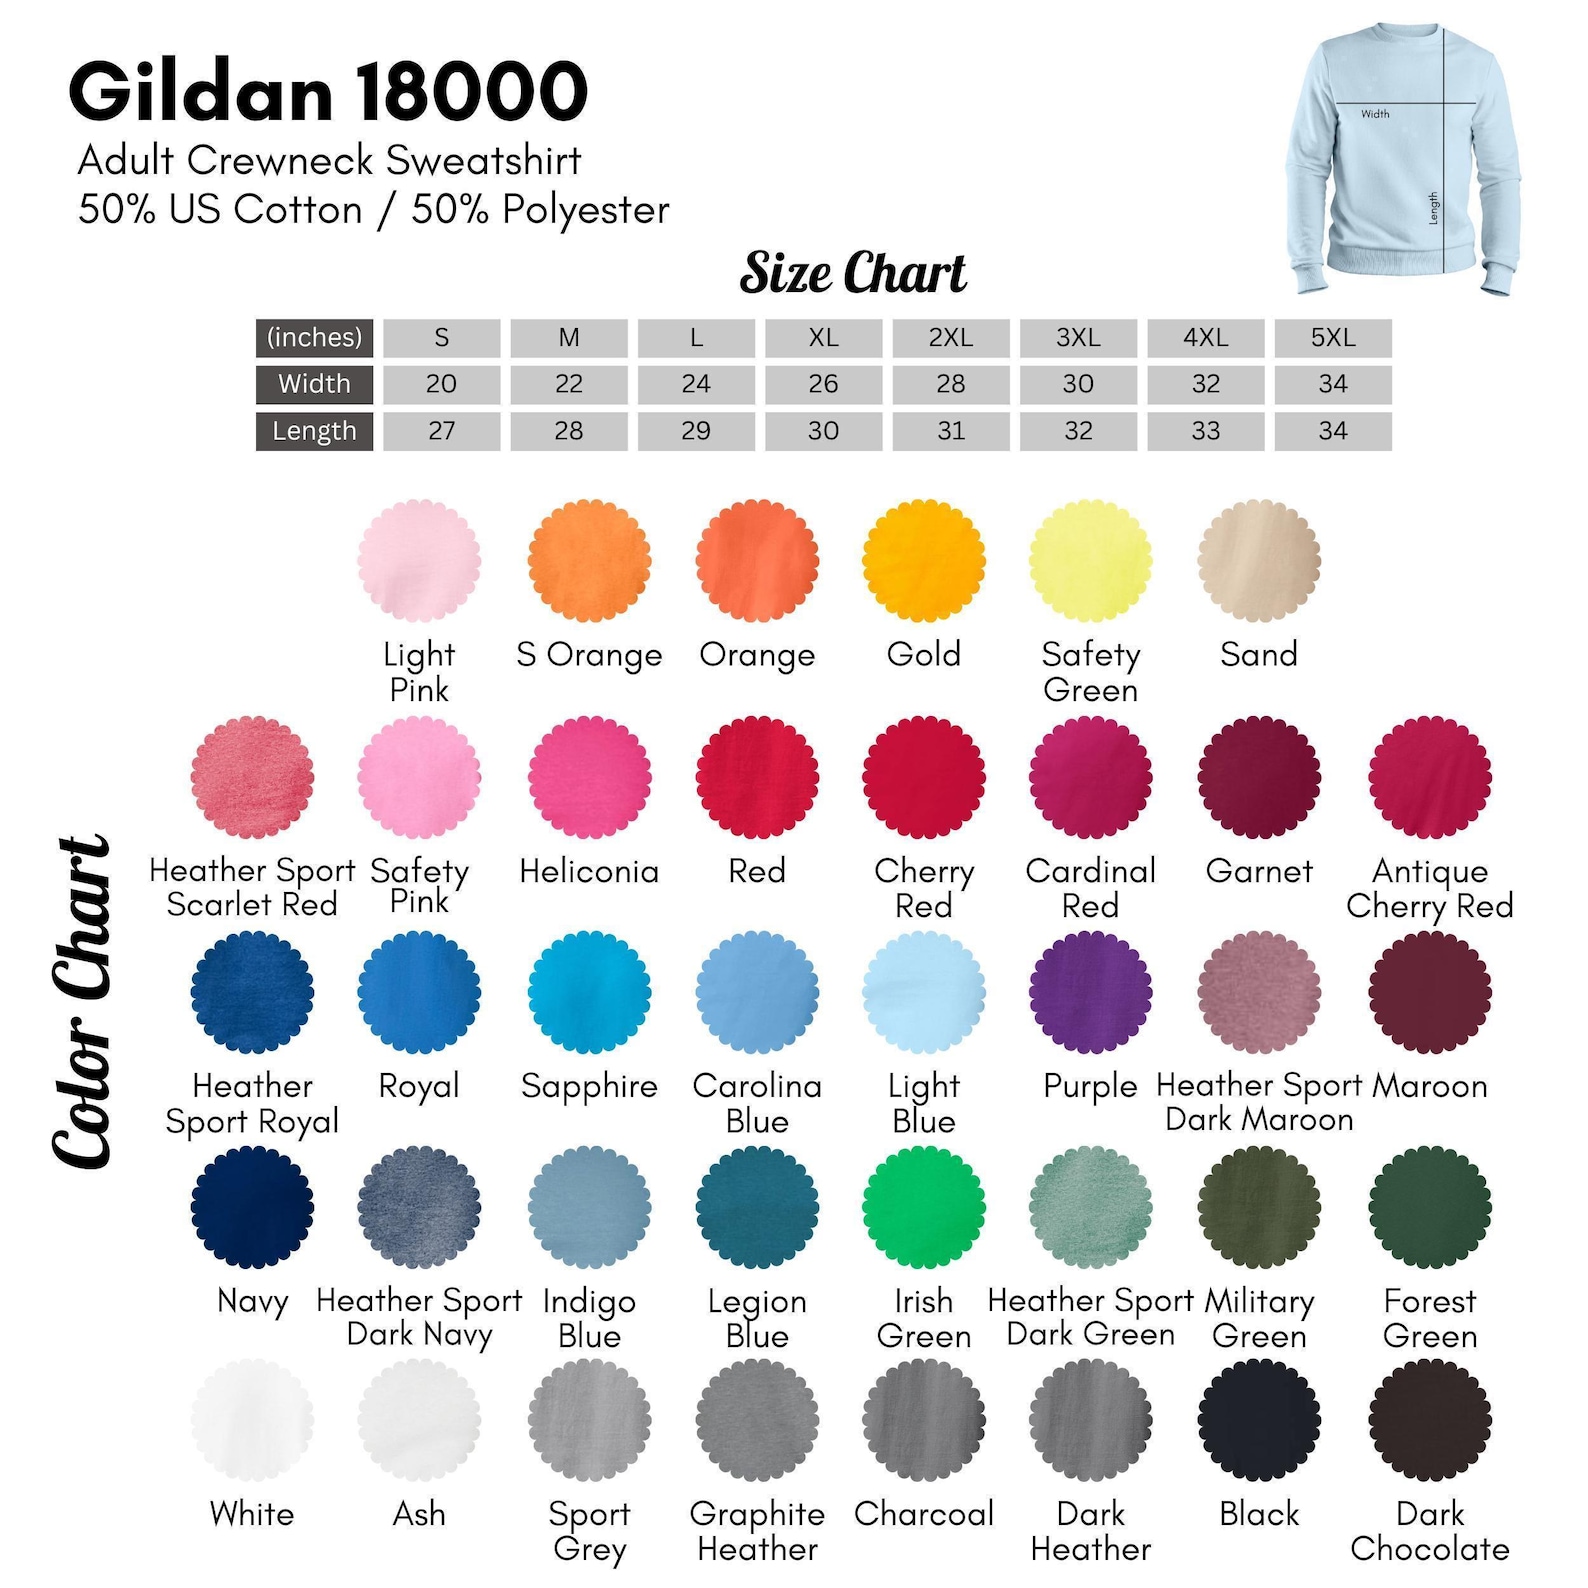 Gildan 18000
Adult Crewneck Sweatshirt
50% US Cotton / 50% Polyester
Width
Length
Size Chart
(inches) S M L XL 2XL 3XL 4XL 5XL
Width 20 22 24 26 28 30 32 34
Length 27 28 29 30 31 32 33 34
Color Chart
Light
Pink
S Orange
Orange
Gold
Safety
Green
Sand
Heather Sport
Scarlet Red
Safety
Pink
Heliconia
Red
Cherry
Red
Cardinal
Red
Garnet
Antique
Cherry Red
Heather
Sport Royal
Royal
Sapphire
Carolina
Blue
Light
Blue
Purple
Heather Sport
Dark Maroon
Maroon
Navy
Heather Sport
Dark Navy
Indigo
Blue
Legion
Blue
Irish
Green
Heather Sport
Dark Green
Military
Green
Forest
Green
White
Ash
Sport
Grey
Graphite
Heather
Charcoal
Dark
Heather
Black
Dark
Chocolate